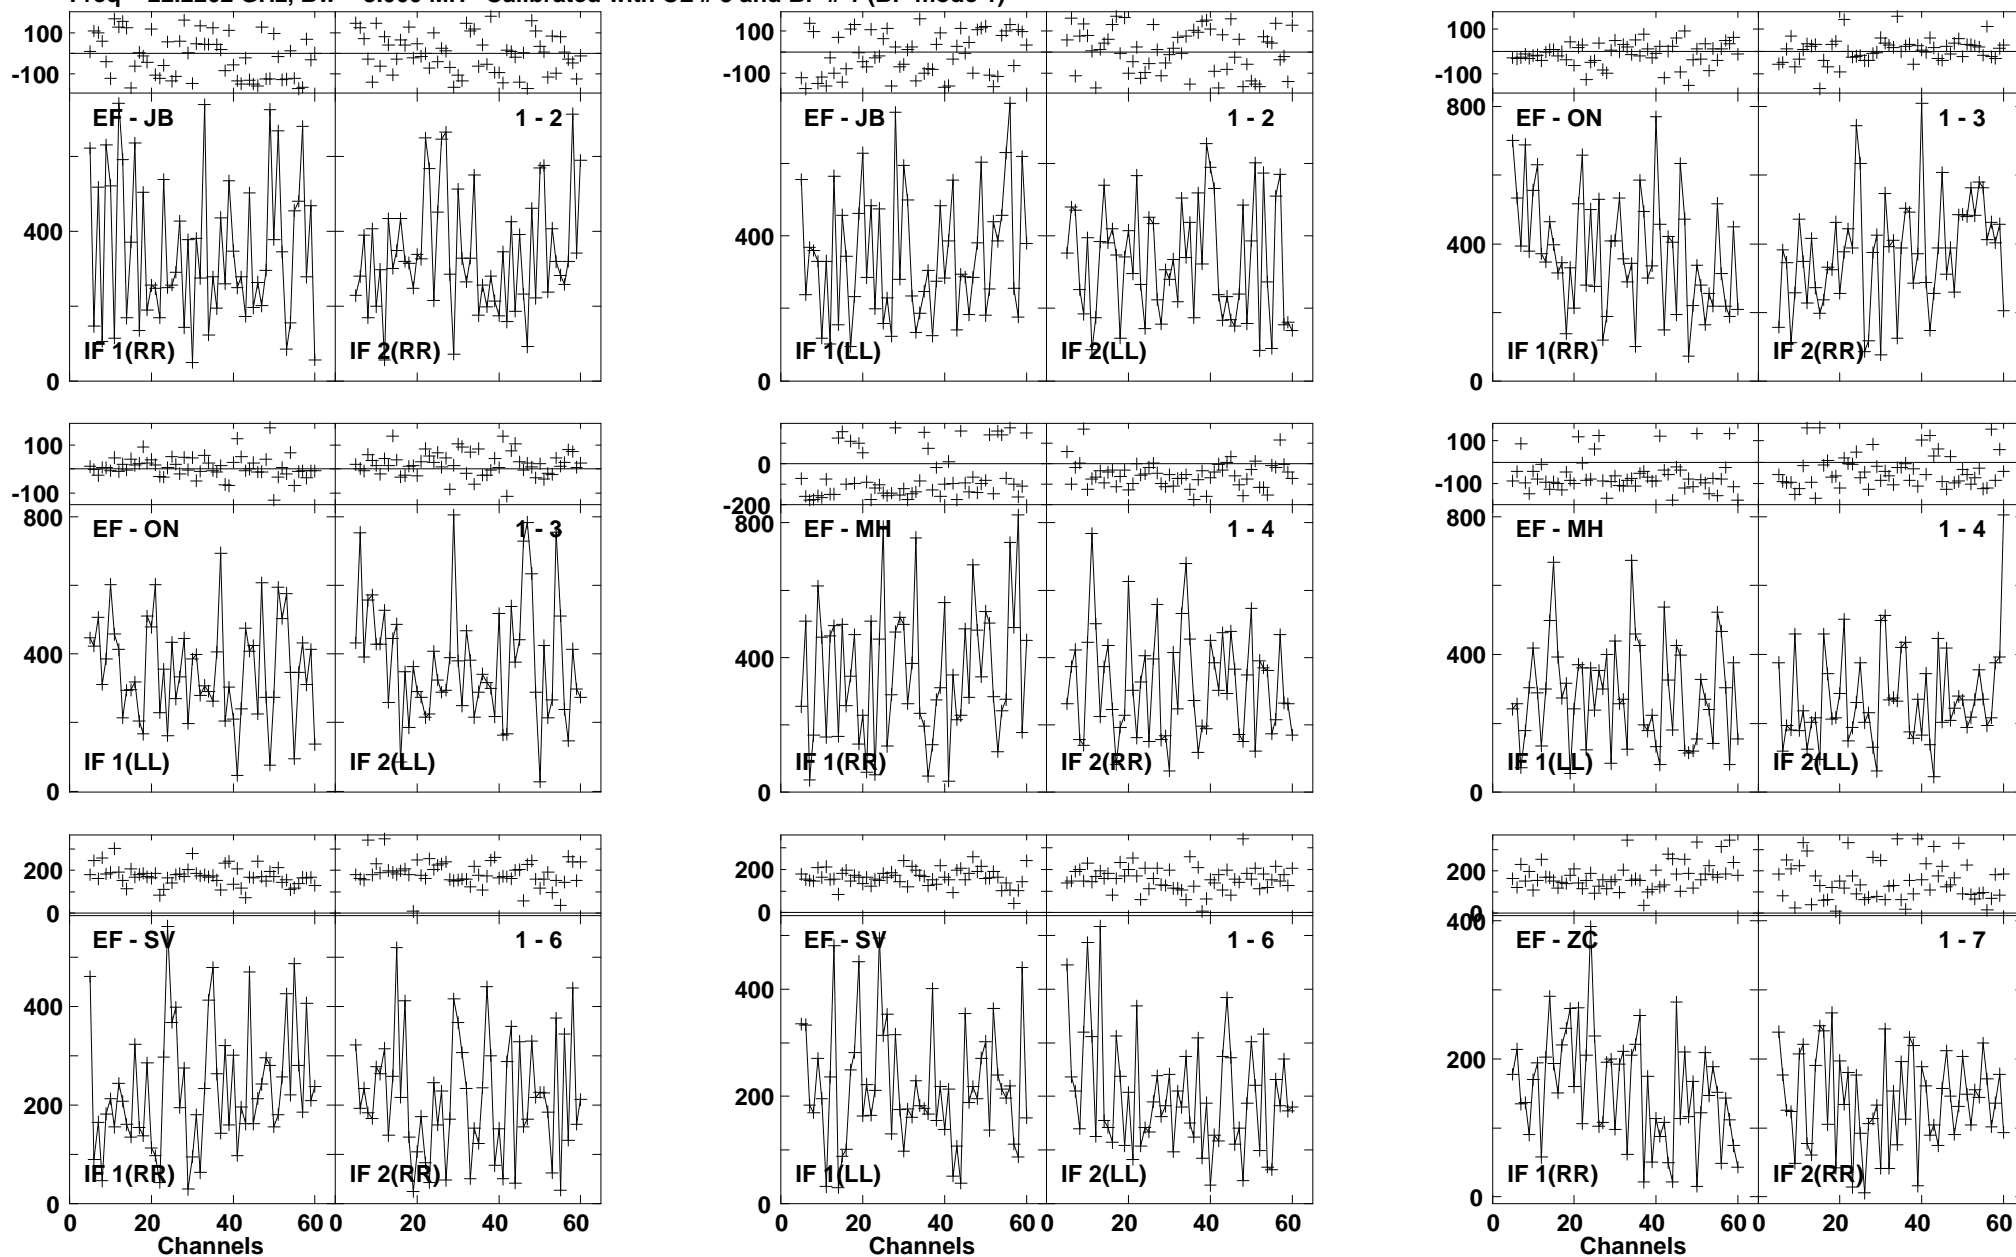 100
-100
EF - JB
1 - 2
400
0
IF 1(RR)
IF 2(RR)
100
-100
EF - JB
1 - 2
400
0
IF 1(LL)
IF 2(LL)
100
-100
800
EF - ON
1 - 3
400
0
IF 1(RR)
IF 2(RR)
100
-100
800
EF - ON
1 - 3
400
0
IF 1(LL)
IF 2(LL)
0
-200
800
EF - MH
1 - 4
400
0
IF 1(RR)
IF 2(RR)
100
-100
800
EF - MH
1 - 4
400
0
IF 1(LL)
IF 2(LL)
200
0
EF - SV
1 - 6
400
200
0
IF 1(RR)
IF 2(RR)
0 20 40 60 0 20 40 60
Channels
200
0
EF - SV
1 - 6
400
200
0
IF 1(LL)
IF 2(LL)
0 20 40 60 0 20 40 60
Channels
200
0
400
EF - ZC
1 - 7
200
0
IF 1(RR)
IF 2(RR)
0 20 40 60 0 20 40 60
Channels